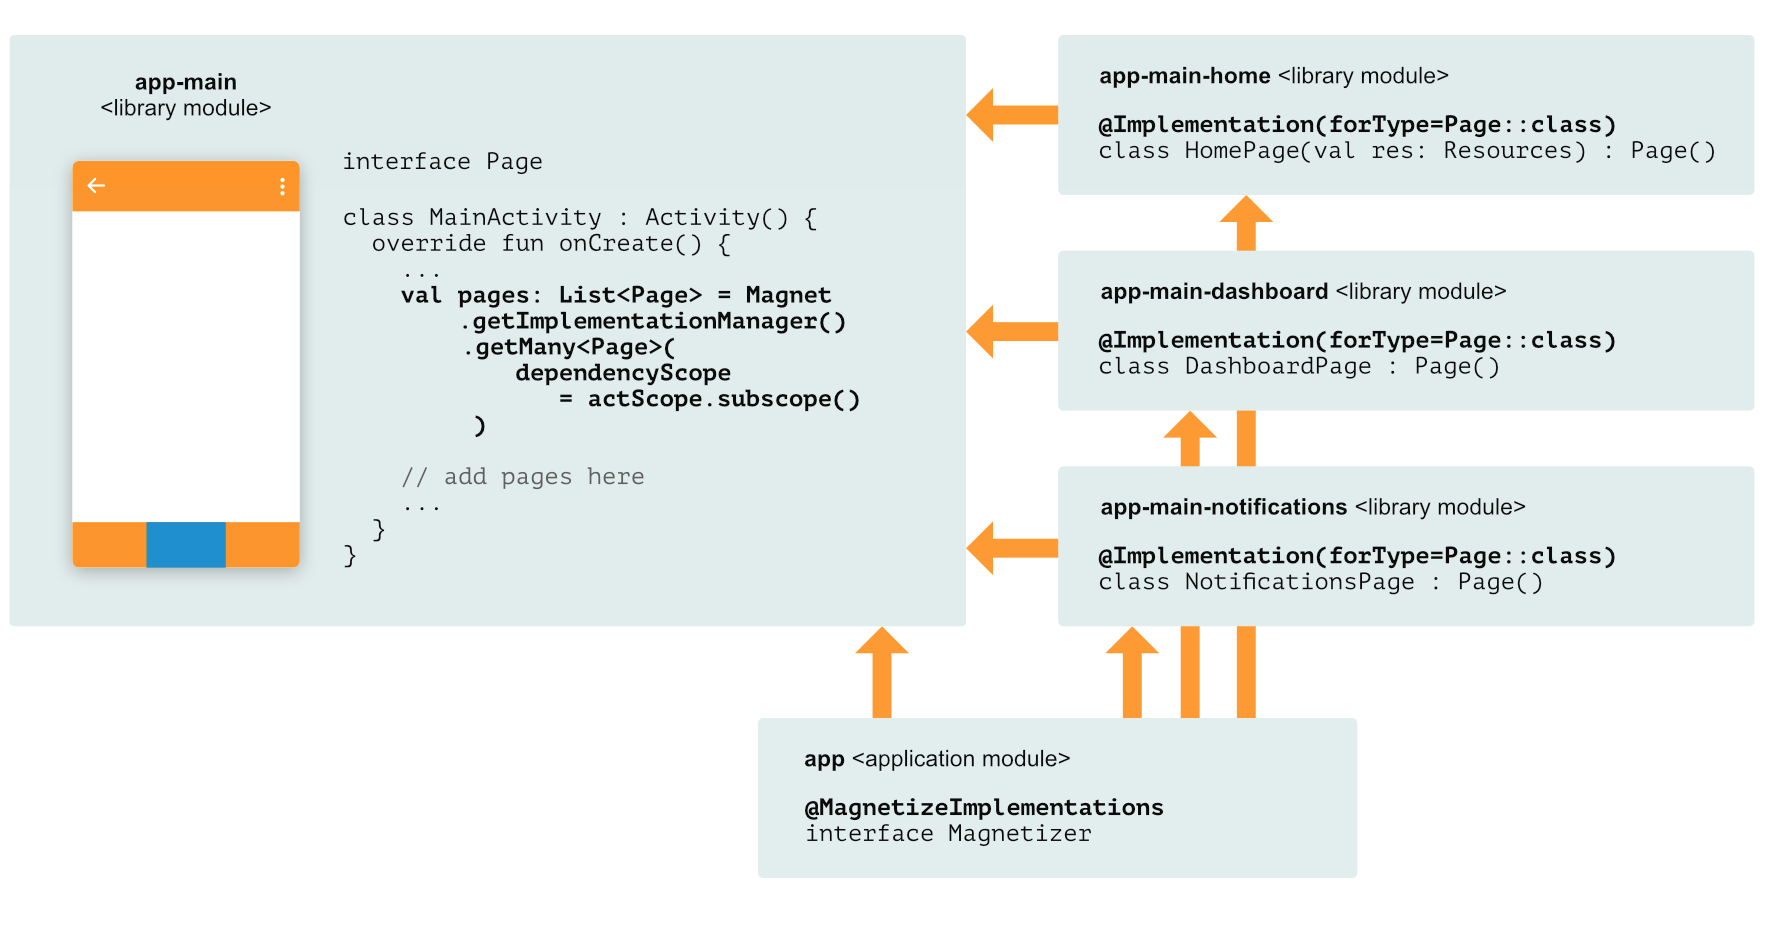 app-main
<library module>
interface Page
class MainActivity : Activity() {
override fun onCreate() {
...
val pages: List<Page> = Magnet
.getImplementationManager()
.getMany<Page>(
dependencyScope
= actScope.subscope()
)
// add pages here
...
}
}
app-main-home <library module>
@Implementation(forType=Page::class)
class HomePage(val res: Resources) : Page()
app-main-dashboard <library module>
@Implementation(forType=Page::class)
class DashboardPage : Page()
app-main-notifications <library module>
@Implementation(forType=Page::class)
class NotificationsPage : Page()
app <application module>
@MagnetizeImplementations
interface Magnetizer